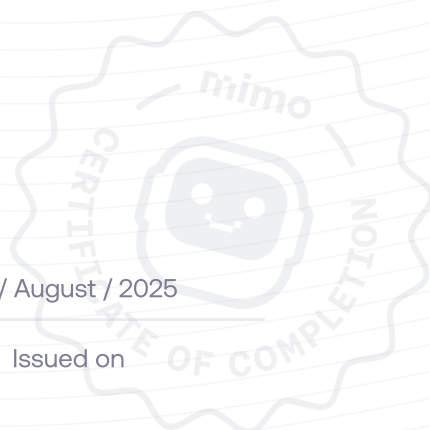 mimo
CERTIFICATE OF COMPLETION
/ August / 2025
Issued on